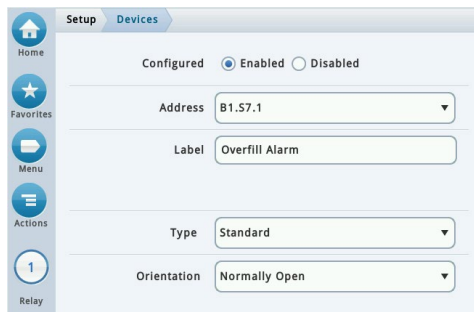 Setup Devices
Home
Configured Enabled Disabled
Favorites
Address B1.S7.1
Label Overfill Alarm
Menu
Actions
Type Standard
1
Orientation Normally Open
Relay